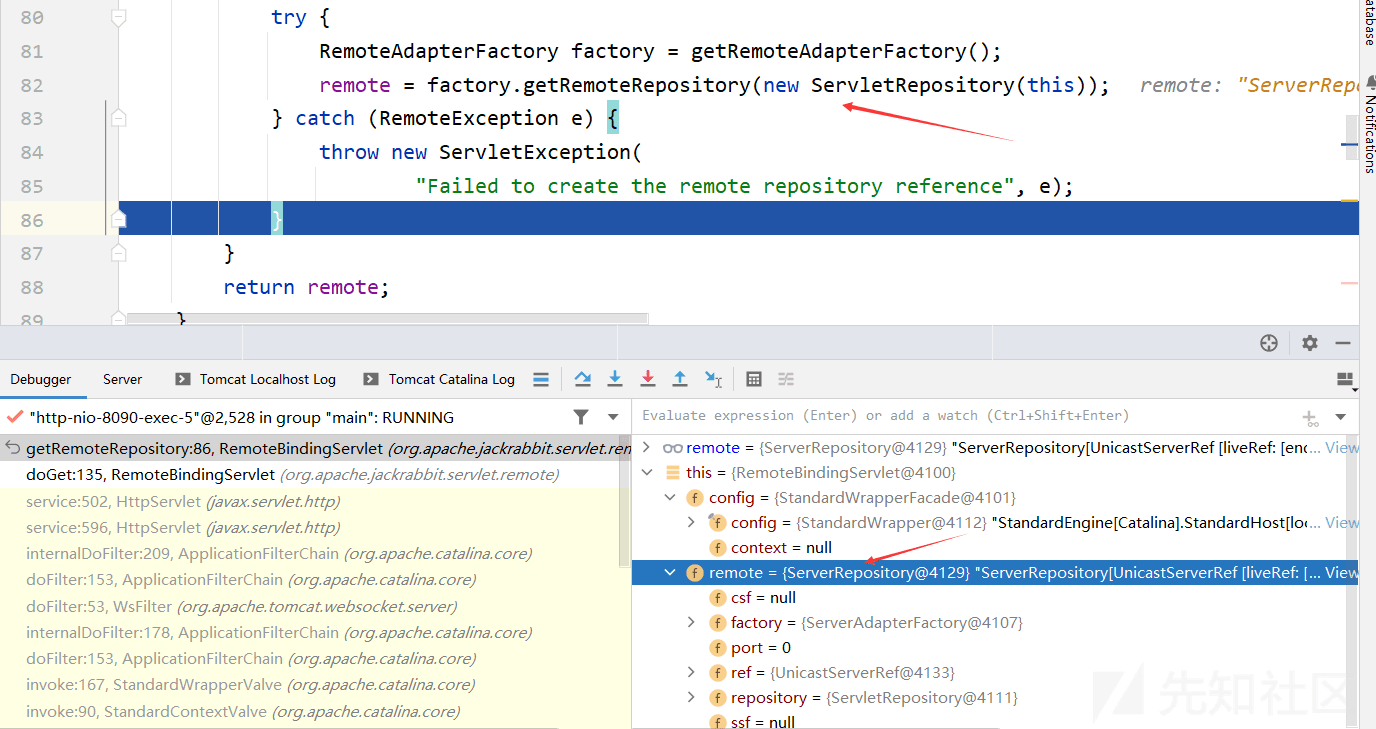 80 try {
81 RemoteAdapterFactory factory = getRemoteAdapterFactory();
82 remote = factory.getRemoteRepository(new ServletRepository(this)); remote: "ServerRepo
83 } catch (RemoteException e) {
84 throw new ServletException(
85 "Failed to create the remote repository reference", e);
86 }
87 }
88 return remote;
89 }
atabase
Notifications
Debugger Server Tomcat Localhost Log Tomcat Catalina Log
"http-nio-8090-exec-5"@2,528 in group "main": RUNNING
getRemoteRepository:86, RemoteBindingServlet (org.apache.jackrabbit.servlet.rem
doGet:135, RemoteBindingServlet (org.apache.jackrabbit.servlet.remote)
service:502, HttpServlet (javax.servlet.http)
service:596, HttpServlet (javax.servlet.http)
internalDoFilter:209, ApplicationFilterChain (org.apache.catalina.core)
doFilter:153, ApplicationFilterChain (org.apache.catalina.core)
doFilter:53, WsFilter (org.apache.tomcat.websocket.server)
internalDoFilter:178, ApplicationFilterChain (org.apache.catalina.core)
doFilter:153, ApplicationFilterChain (org.apache.catalina.core)
invoke:167, StandardWrapperValve (org.apache.catalina.core)
invoke:90, StandardContextValve (org.apache.catalina.core)
Evaluate expression (Enter) or add a watch (Ctrl+Shift+Enter)
remote = {ServerRepository@4129} "ServerRepository[UnicastServerRef [liveRef: [enc... View
this = {RemoteBindingServlet@4100}
config = {StandardWrapperFacade@4101}
config = {StandardWrapper@4112} "StandardEngine[Catalina].StandardHost[loc... View
context = null
remote = {ServerRepository@4129} "ServerRepository[UnicastServerRef [liveRef: [... View
csf = null
factory = {ServerAdapterFactory@4107}
port = 0
ref = {UnicastServerRef@4133}
repository = {ServletRepository@4111}
ssf = null
先知社区